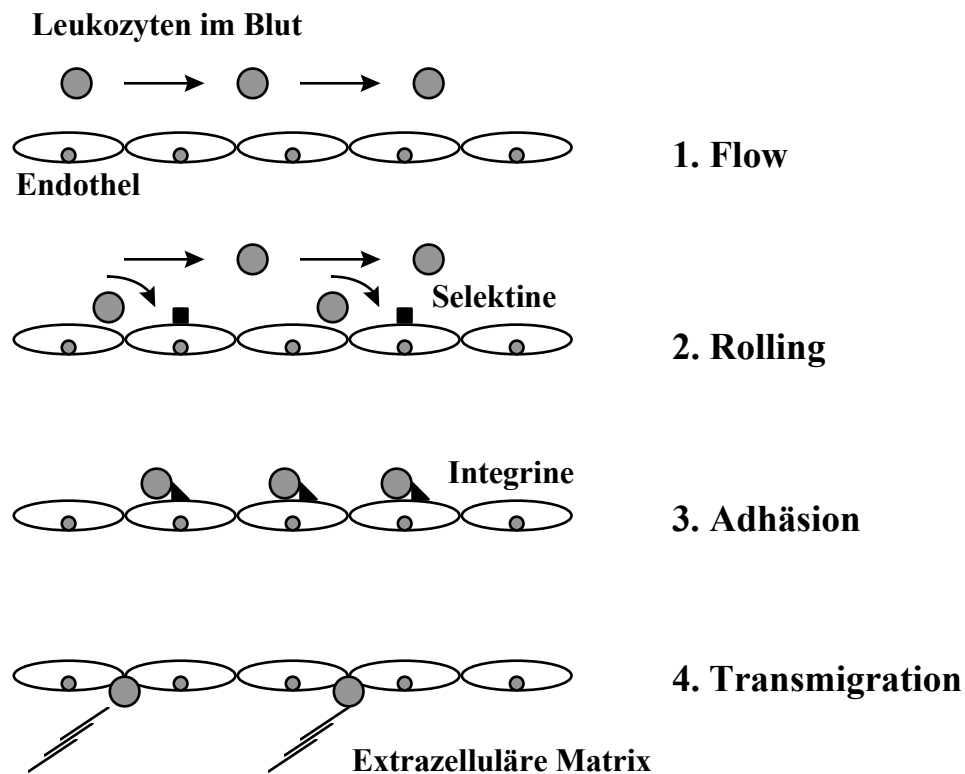 Leukozyten im Blut
1. Flow
Endothel
Selektine
2. Rolling
Integrine
3. Adhäsion
4. Transmigration
Extrazelluläre Matrix